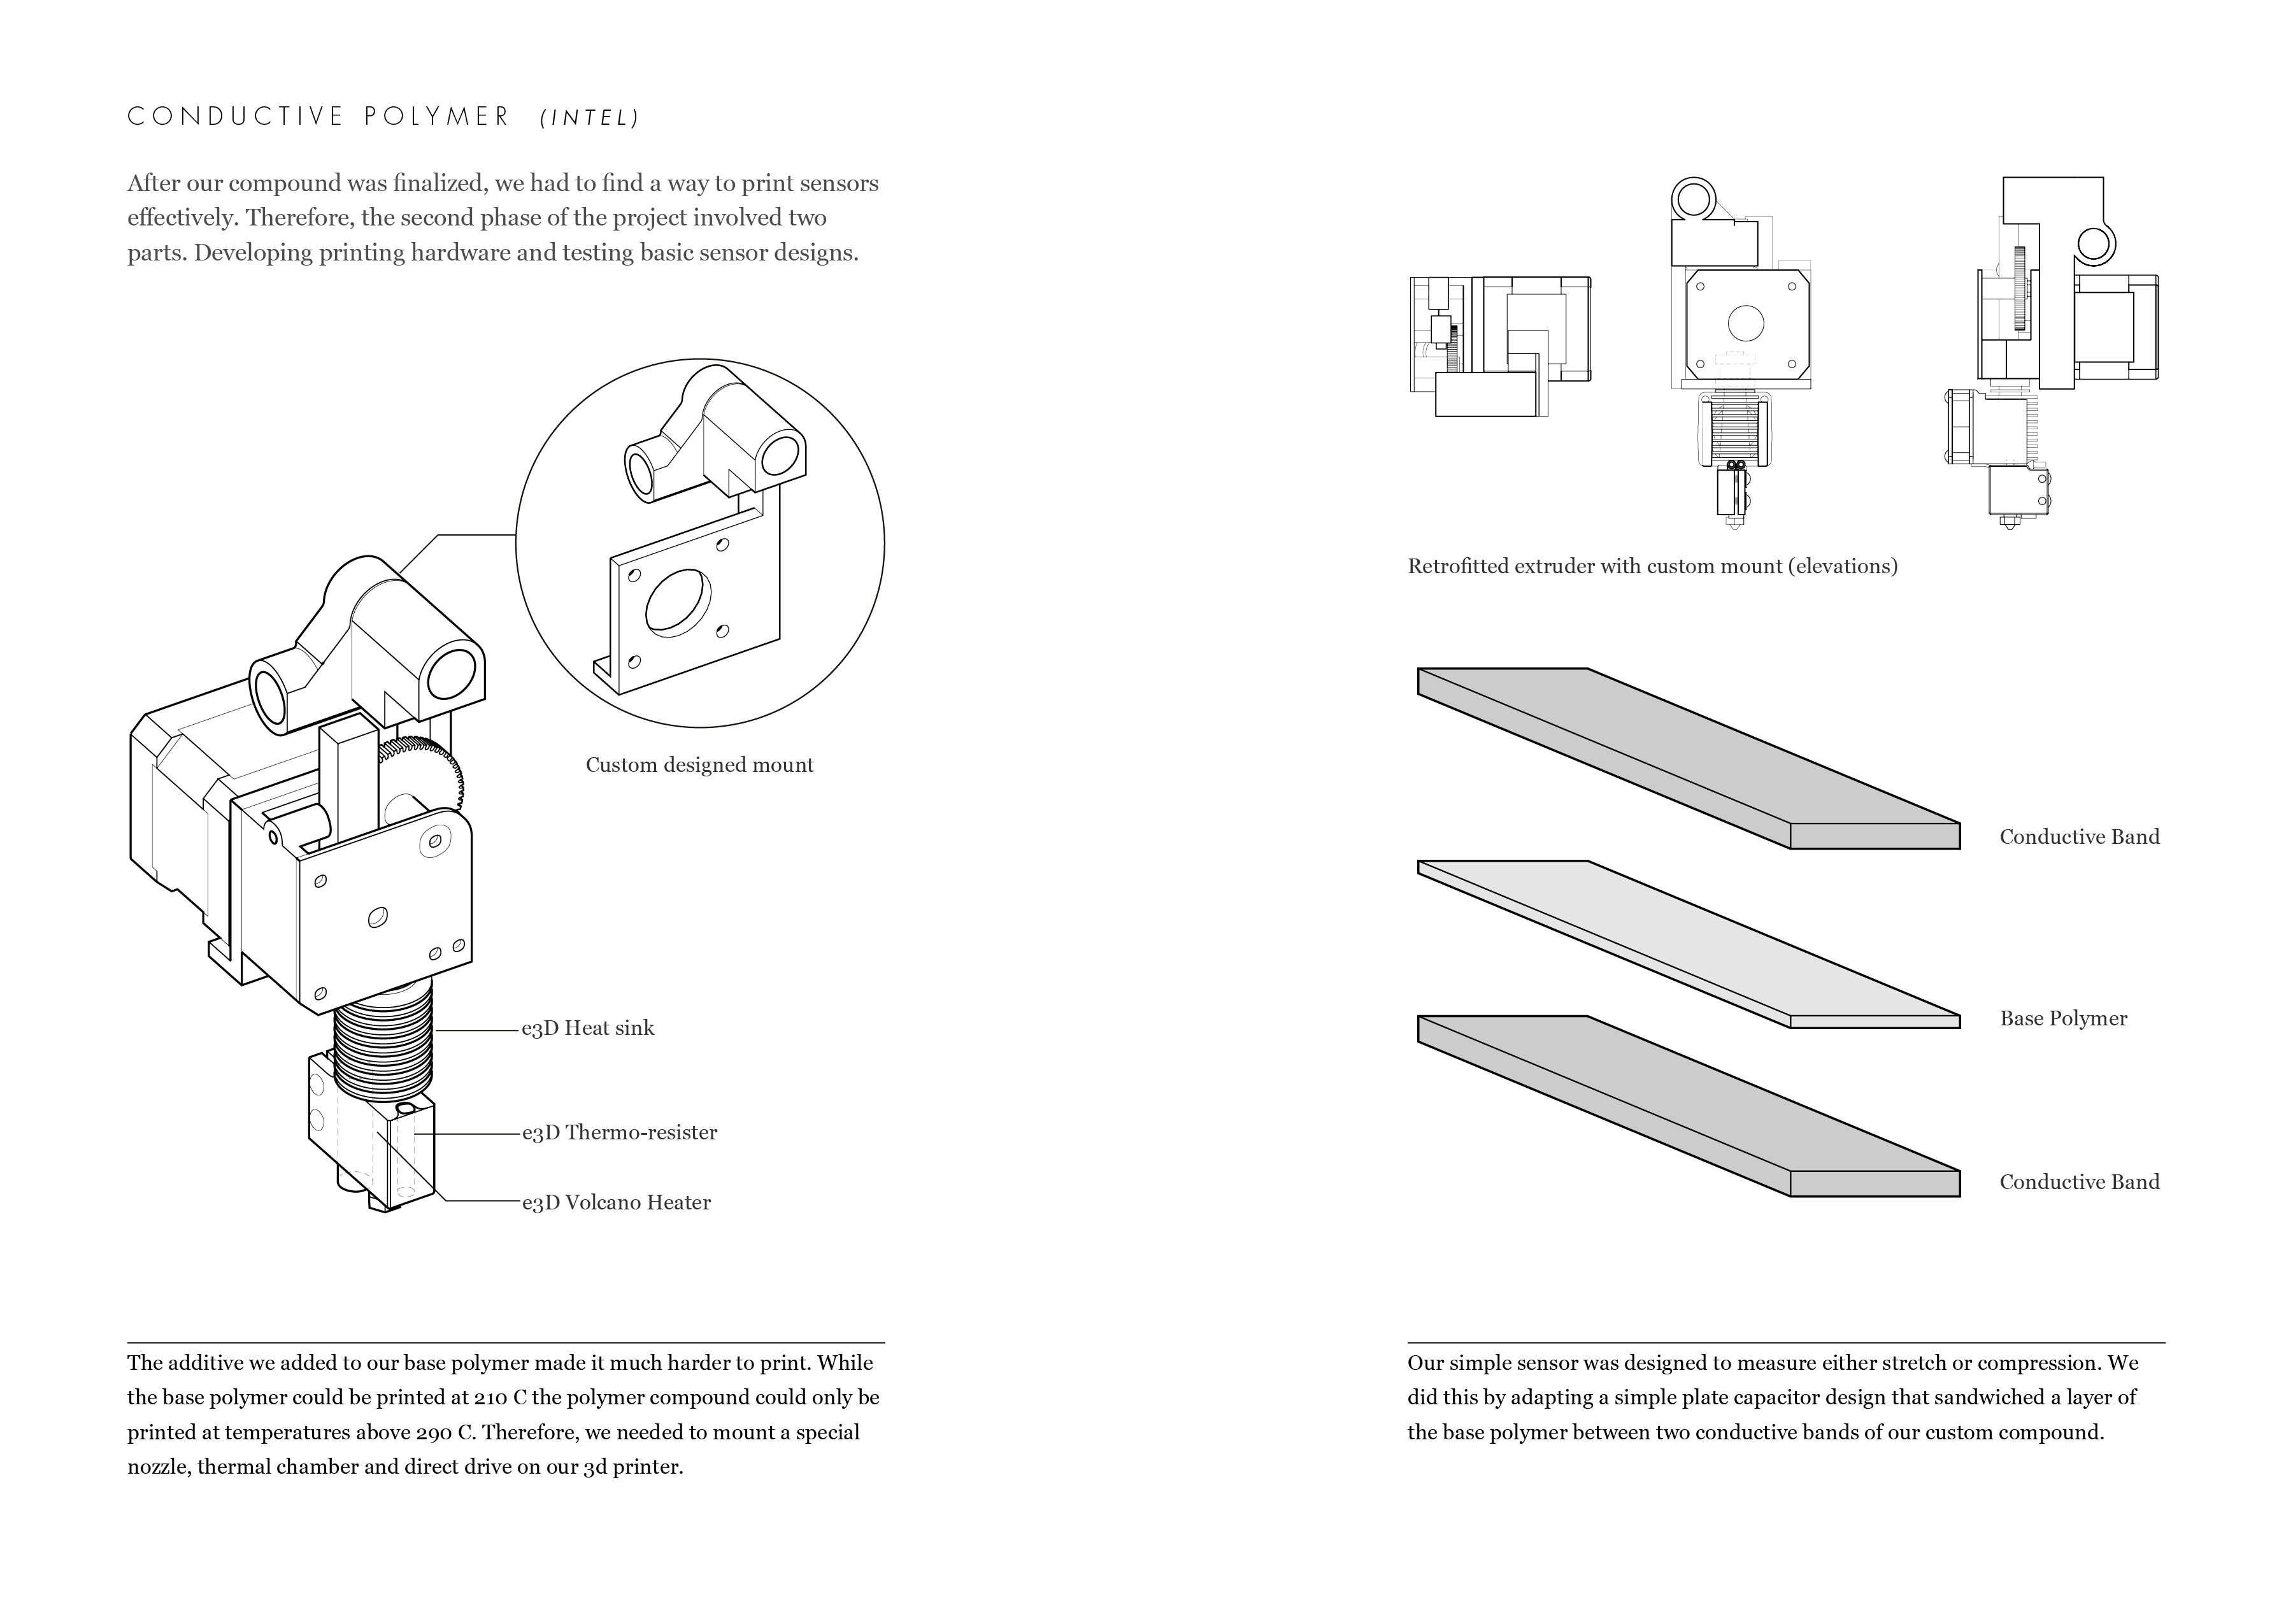 CONDUCTIVE POLYMER (INTEL)
After our compound was finalized, we had to find a way to print sensors
effectively. Therefore, the second phase of the project involved two
parts. Developing printing hardware and testing basic sensor designs.
Custom designed mount
e3D Heat sink
e3D Thermo-resister
e3D Volcano Heater
The additive we added to our base polymer made it much harder to print. While
the base polymer could be printed at 210 C the polymer compound could only be
printed at temperatures above 290 C. Therefore, we needed to mount a special
nozzle, thermal chamber and direct drive on our 3d printer.
Retrofitted extruder with custom mount (elevations)
Conductive Band
Base Polymer
Conductive Band
Our simple sensor was designed to measure either stretch or compression. We
did this by adapting a simple plate capacitor design that sandwiched a layer of
the base polymer between two conductive bands of our custom compound.